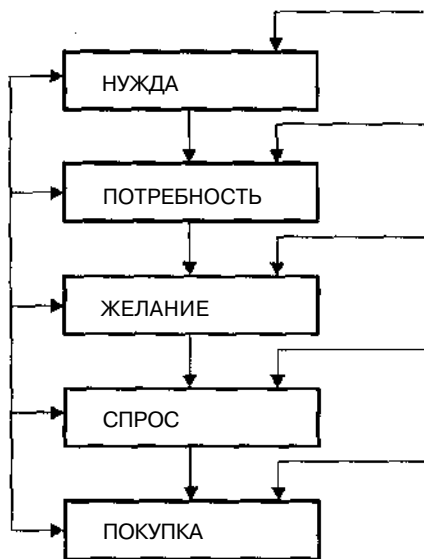 НУЖДА
ПОТРЕБНОСТЬ
ЖЕЛАНИЕ
СПРОС
ПОКУПКА